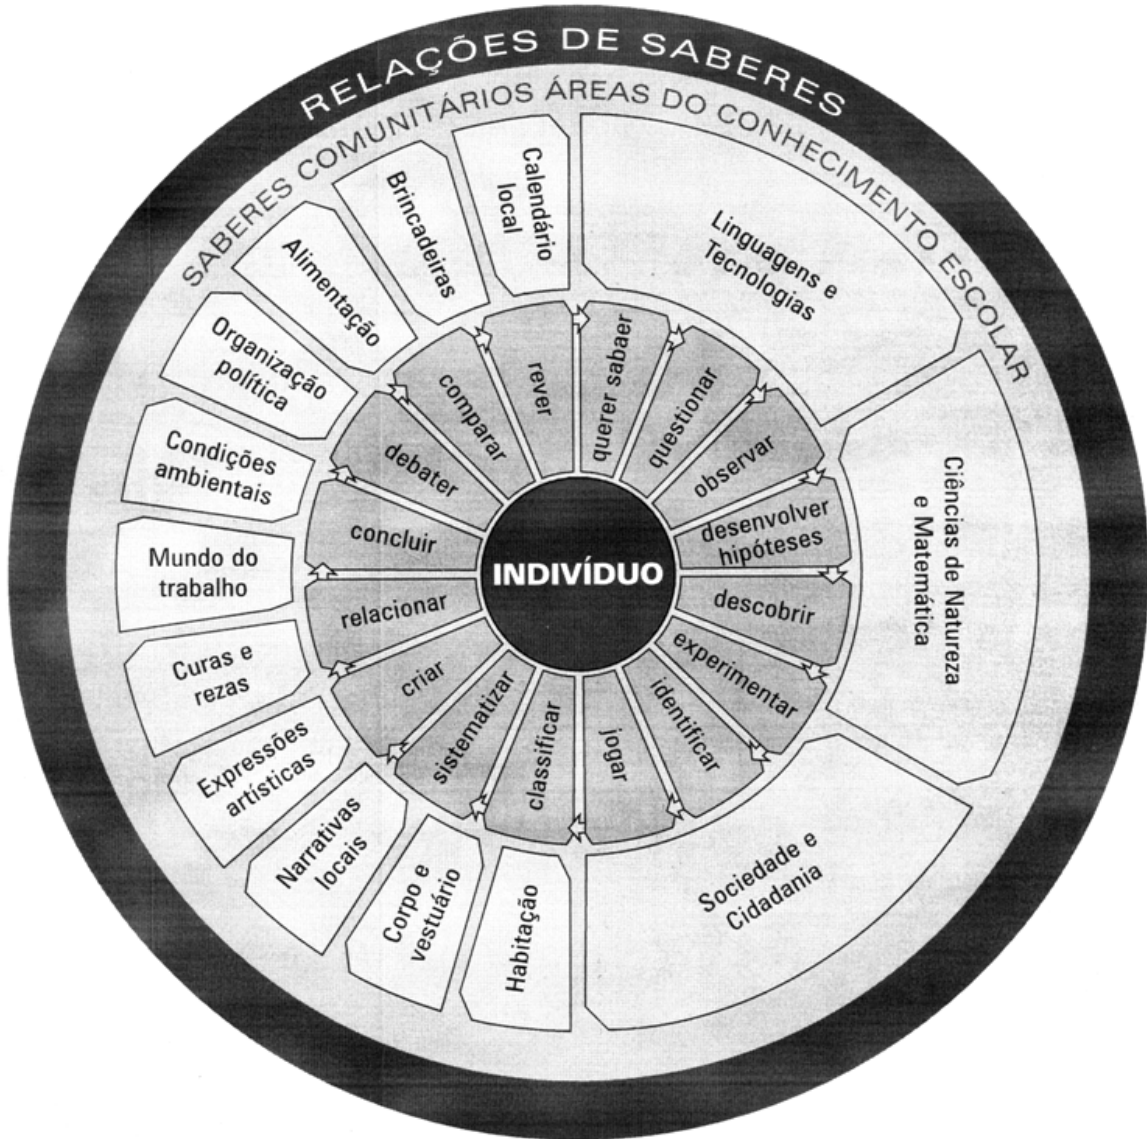 RELAÇÕES DE SABERES
SABERES COMUNITÁRIOS
ÁREAS DO CONHECIMENTO ESCOLAR
Calendário
local
Brincadeiras
Alimentação
Organização
política
Condições
ambientais
Mundo do
trabalho
Curas e
rezas
Expressões
artísticas
Narrativas
locais
Corpo e
vestuário
Habitação
Linguagens e
Tecnologias
Ciências de Natureza
e Matemática
Sociedade e
Cidadania
querer sabaer
questionar
observar
desenvolver
hipóteses
descobrir
experimentar
identificar
jogar
classificar
sistematizar
criar
relacionar
concluir
debater
comparar
rever
INDIVÍDUO